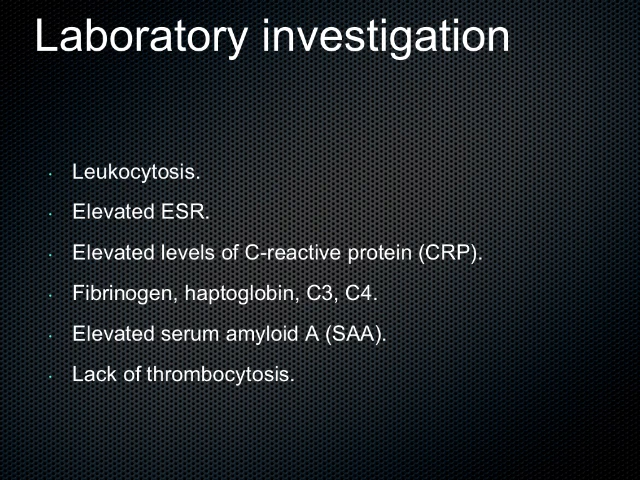 Laboratory investigation
Leukocytosis.
Elevated ESR.
Elevated levels of C-reactive protein (CRP).
Fibrinogen, haptoglobin, C3, C4.
Elevated serum amyloid A (SAA).
Lack of thrombocytosis.